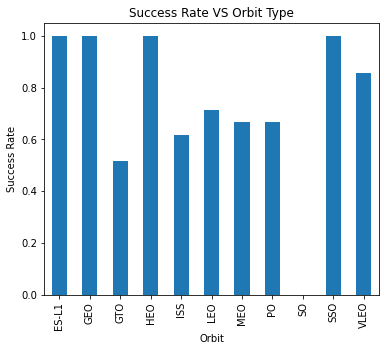 Success Rate VS Orbit Type
Success Rate
1.0
0.8
0.6
0.4
0.2
0.0
ES-L1
GEO
GTO
HEO
ISS
LEO
MEO
PO
SO
SSO
VLEO
Orbit